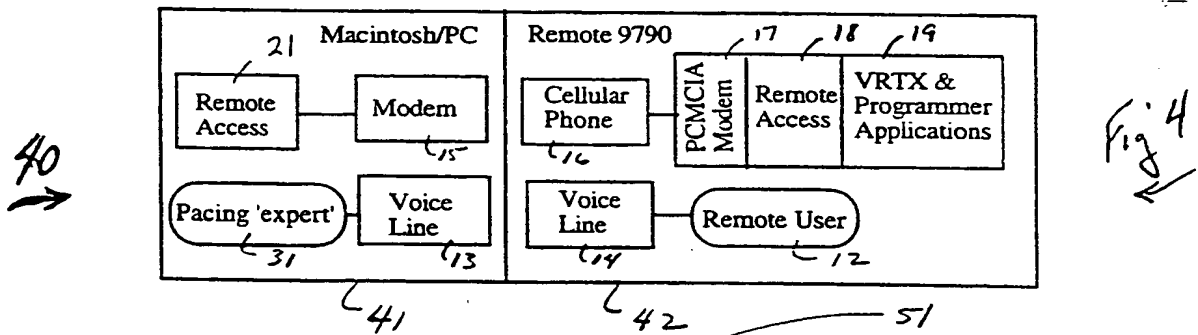 Macintosh/PC
Remote 9790
21
17
18
19
Remote
Access
Modem
15
Cellular
Phone
16
PCMCIA
Modem
Remote
Access
VRTX &
Programmer
Applications
Fig 4
40
Pacing 'expert'
31
Voice
Line
13
Voice
Line
14
Remote User
12
41
42
51